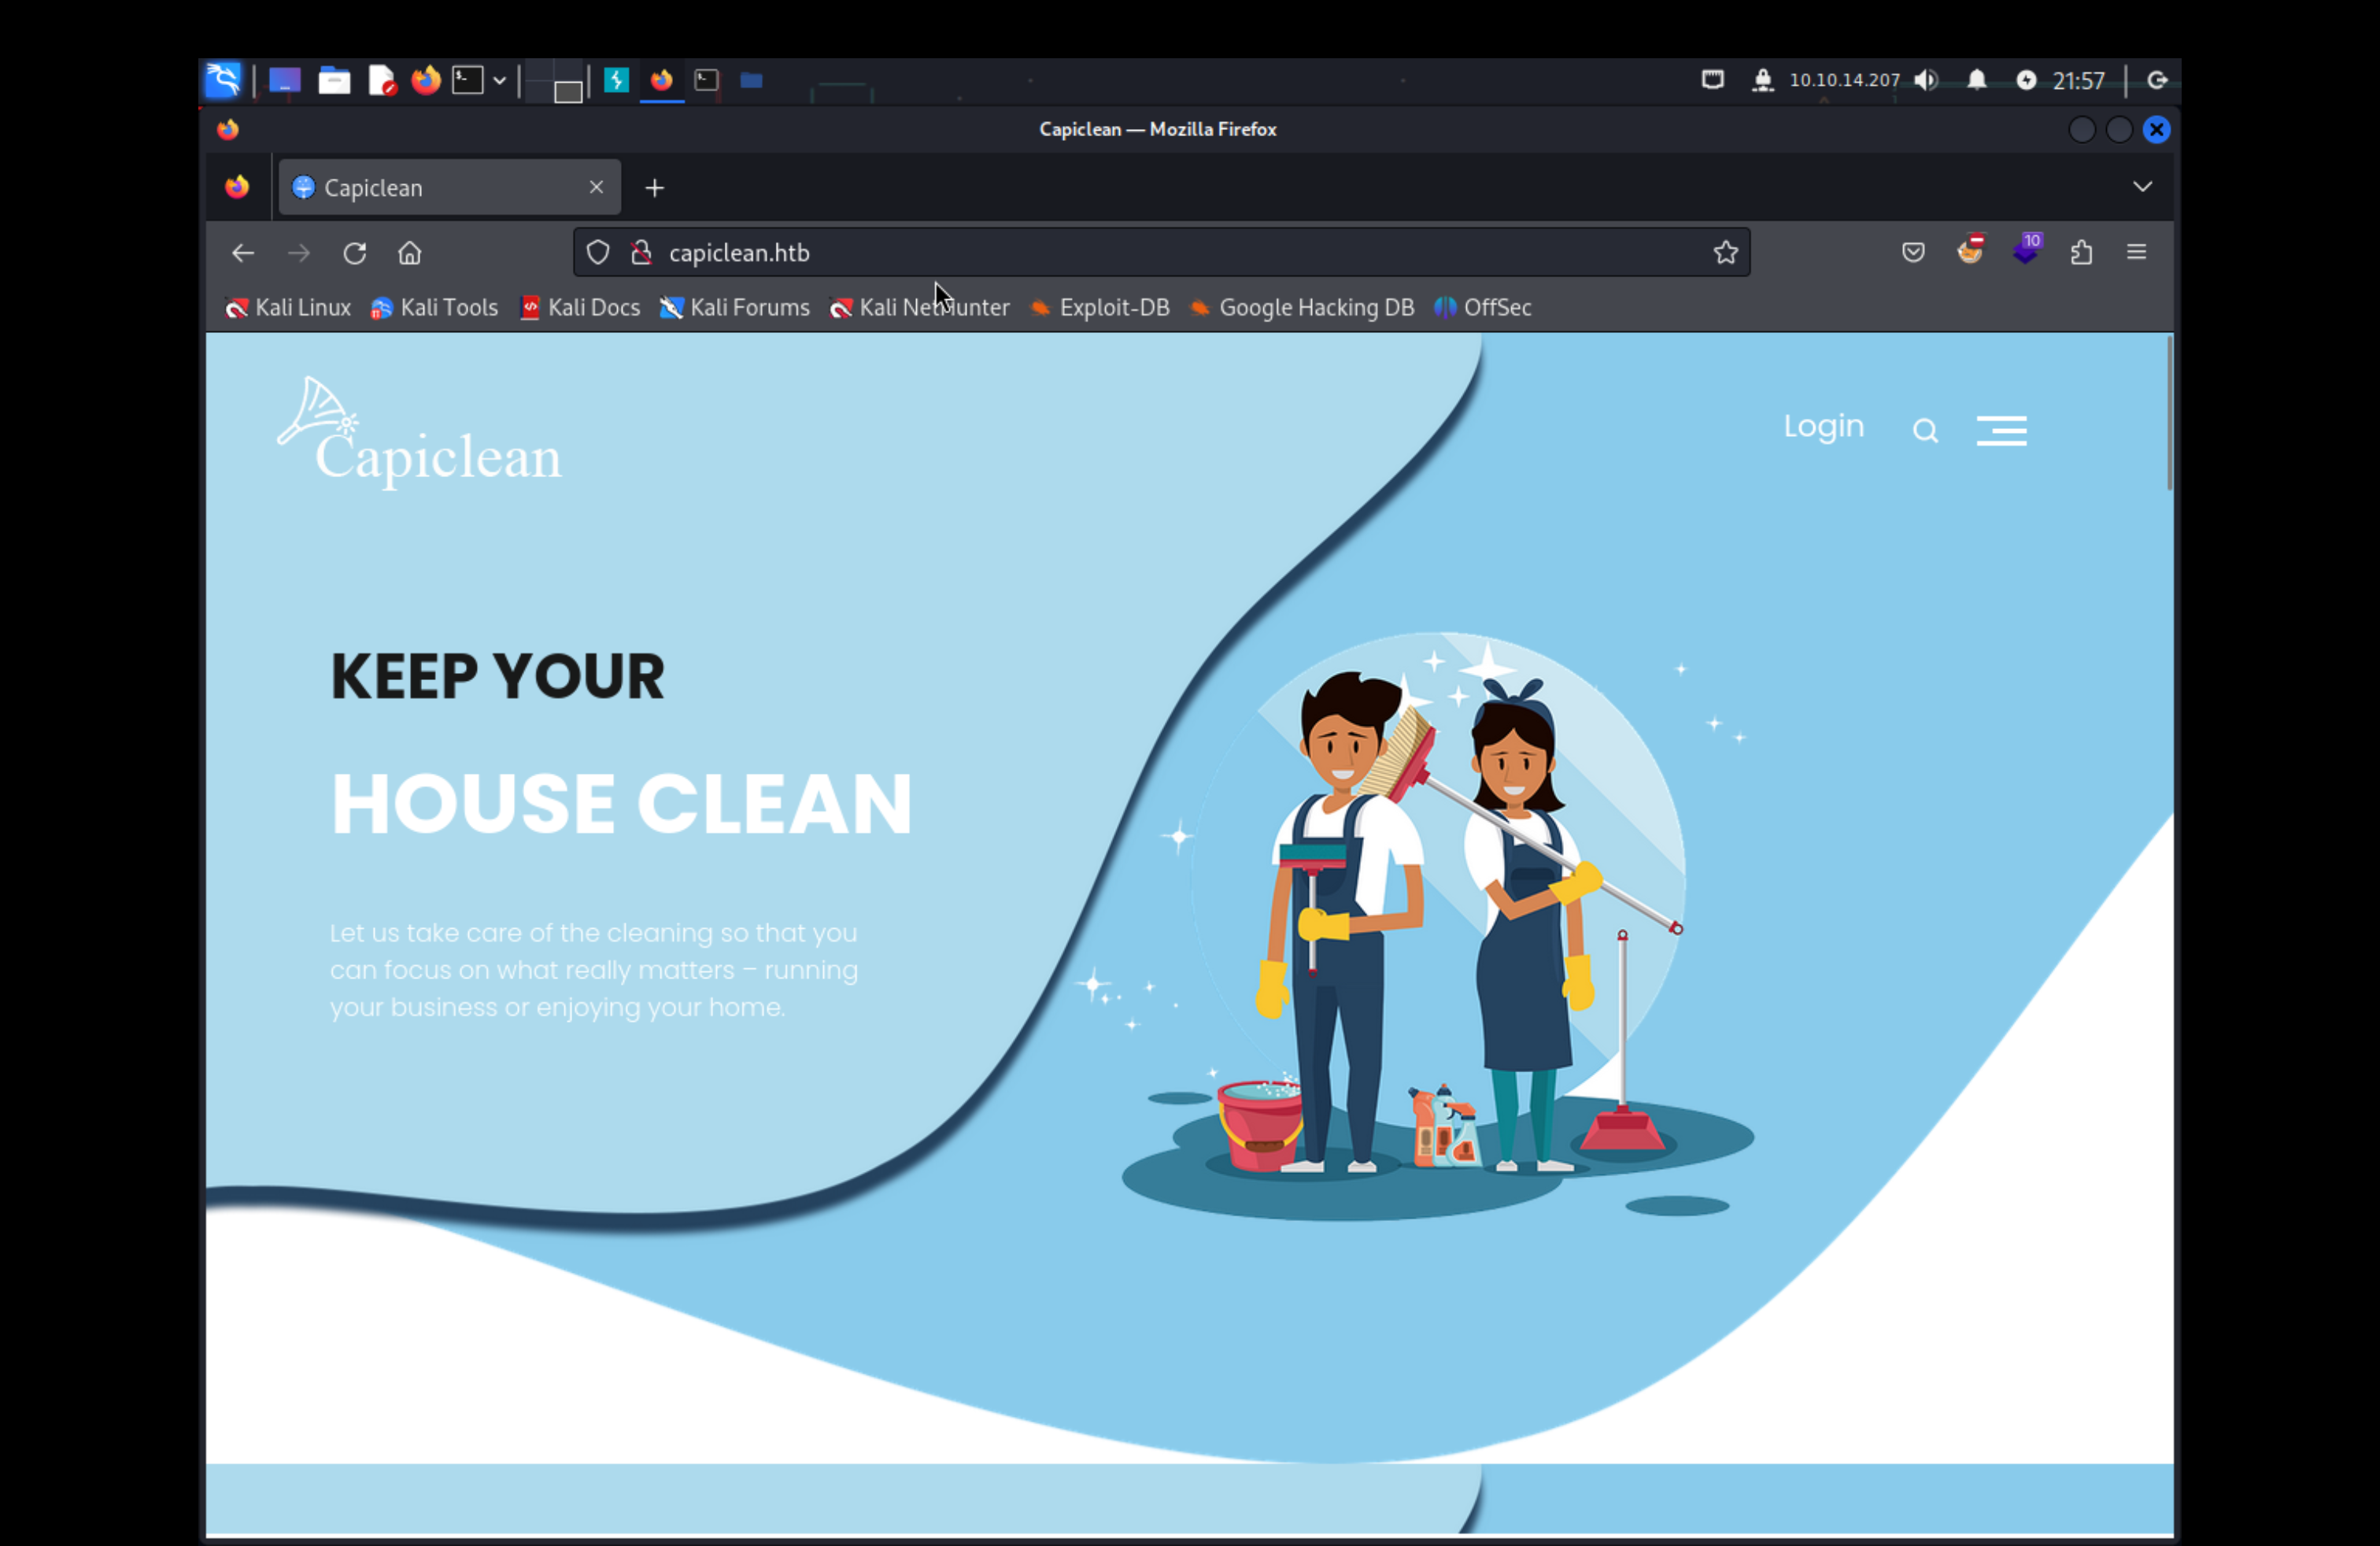 10.10.14.207
21:57
Capiclean — Mozilla Firefox
Capiclean
capiclean.htb
10
Kali Linux Kali Tools Kali Docs Kali Forums Kali NetHunter Exploit-DB Google Hacking DB OffSec
Capiclean
Login
KEEP YOUR
HOUSE CLEAN
Let us take care of the cleaning so that you
can focus on what really matters – running
your business or enjoying your home.